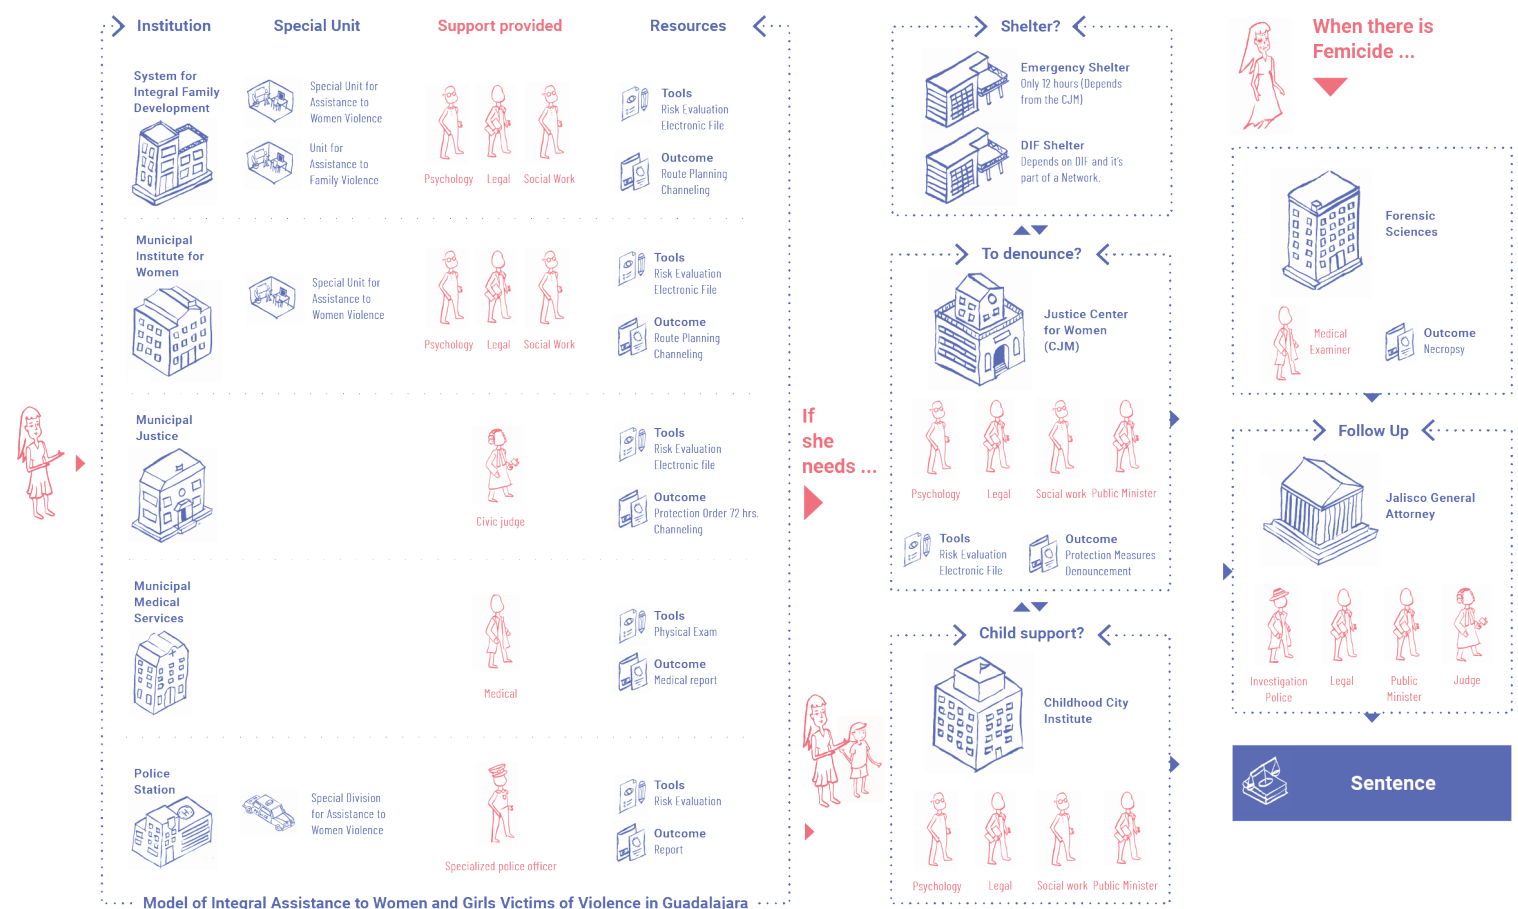 Institution
Special Unit
Support provided
Resources
System for
Integral Family
Development
Special Unit for
Assistance to
Women Violence
Unit for
Assistance to
Family Violence
Psychology
Legal
Social Work
Tools
Risk Evaluation
Electronic File
Outcome
Route Planning
Channeling
Municipal
Institute for
Women
Special Unit for
Assistance to
Women Violence
Psychology
Legal
Social Work
Tools
Risk Evaluation
Electronic File
Outcome
Route Planning
Channeling
Municipal
Justice
Civic judge
Tools
Risk Evaluation
Electronic file
Outcome
Protection Order 72 hrs.
Channeling
Municipal
Medical
Services
Medical
Tools
Physical Exam
Outcome
Medical report
Police
Station
Special Division
for Assistance to
Women Violence
Specialized police officer
Tools
Risk Evaluation
Outcome
Report
Model of Integral Assistance to Women and Girls Victims of Violence in Guadalajara
If
she
needs ...
Shelter?
Emergency Shelter
Only 12 hours (Depends
from the CJM)
DIF Shelter
Depends on DIF and it's
part of a Network.
To denounce?
Justice Center
for Women
(CJM)
Psychology
Legal
Social work
Public Minister
Tools
Risk Evaluation
Electronic File
Outcome
Protection Measures
Denouncement
Child support?
Childhood City
Institute
Psychology
Legal
Social work
Public Minister
When there is
Femicide ...
Forensic
Sciences
Medical
Examiner
Outcome
Necropsy
Follow Up
Jalisco General
Attorney
Investigation
Police
Legal
Public
Minister
Judge
Sentence